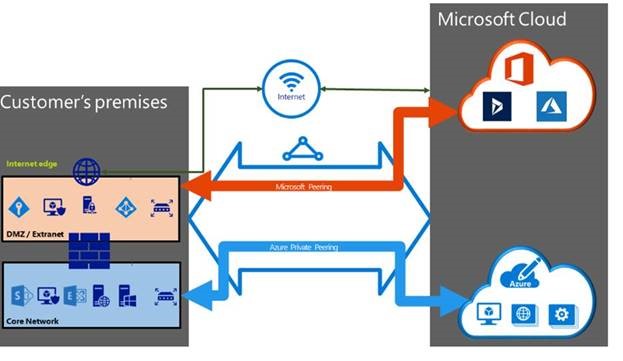 Microsoft Cloud
Internet
Customer's premises
Internet edge
Microsoft Peering
DMZ / Extranet
Azure Private Peering
Azure
Core Network